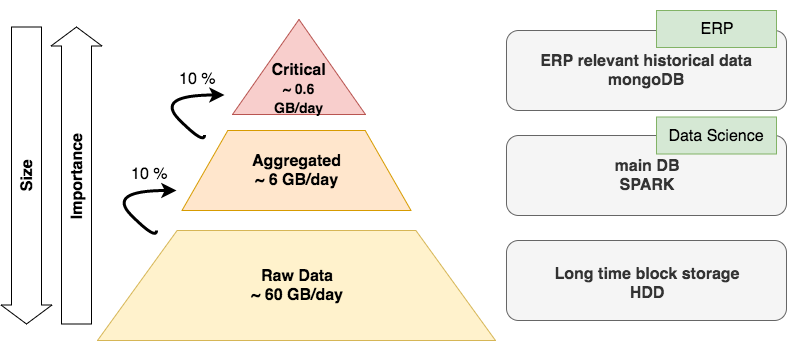 ERP
Critical
~ 0.6
GB/day
10 %
ERP relevant historical data
mongoDB
Size
Importance
Data Science
Aggregated
~ 6 GB/day
10 %
main DB
SPARK
Raw Data
~ 60 GB/day
Long time block storage
HDD